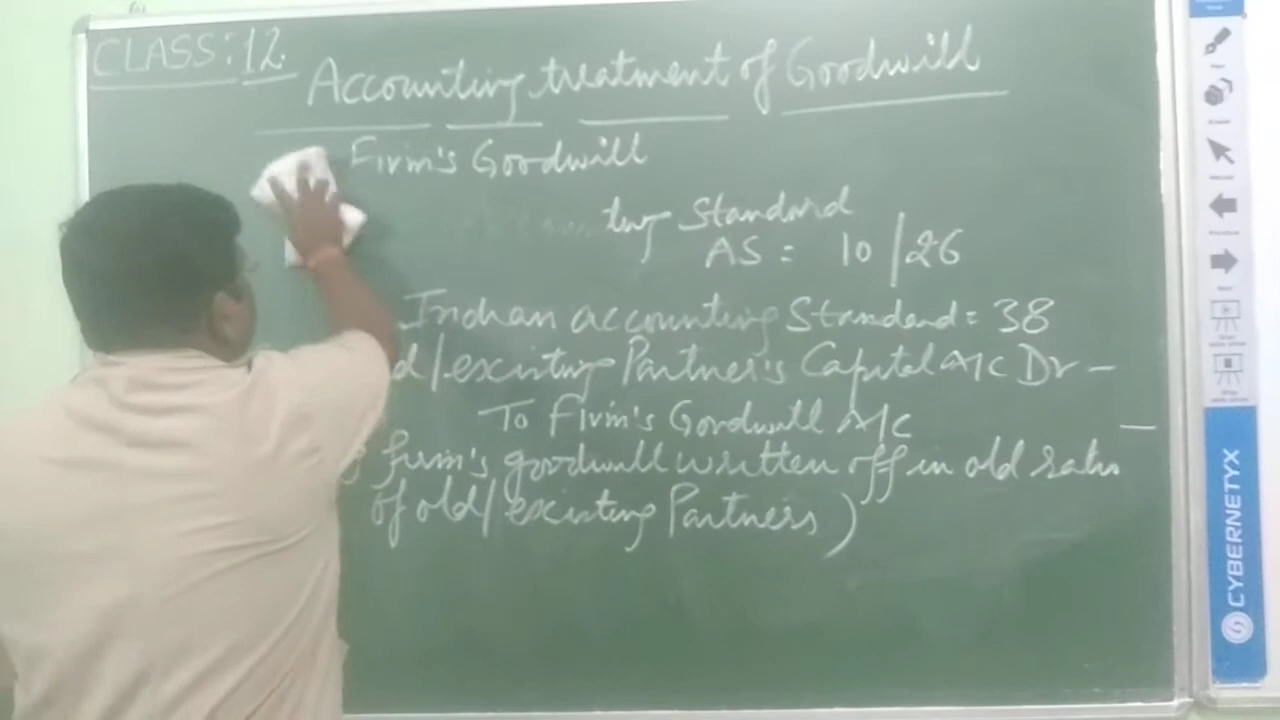 CLASS: 12.
Accounting treatment of Goodwill
Firm's Goodwill
ting Standard
AS = 10/26
Indian accounting Standard = 38
d/existing Partner's Capital A/c Dr –
To Firm's Goodwill A/c –
firm's goodwill written off in old ratio
of old/existing Partners)
CYBERNETYX